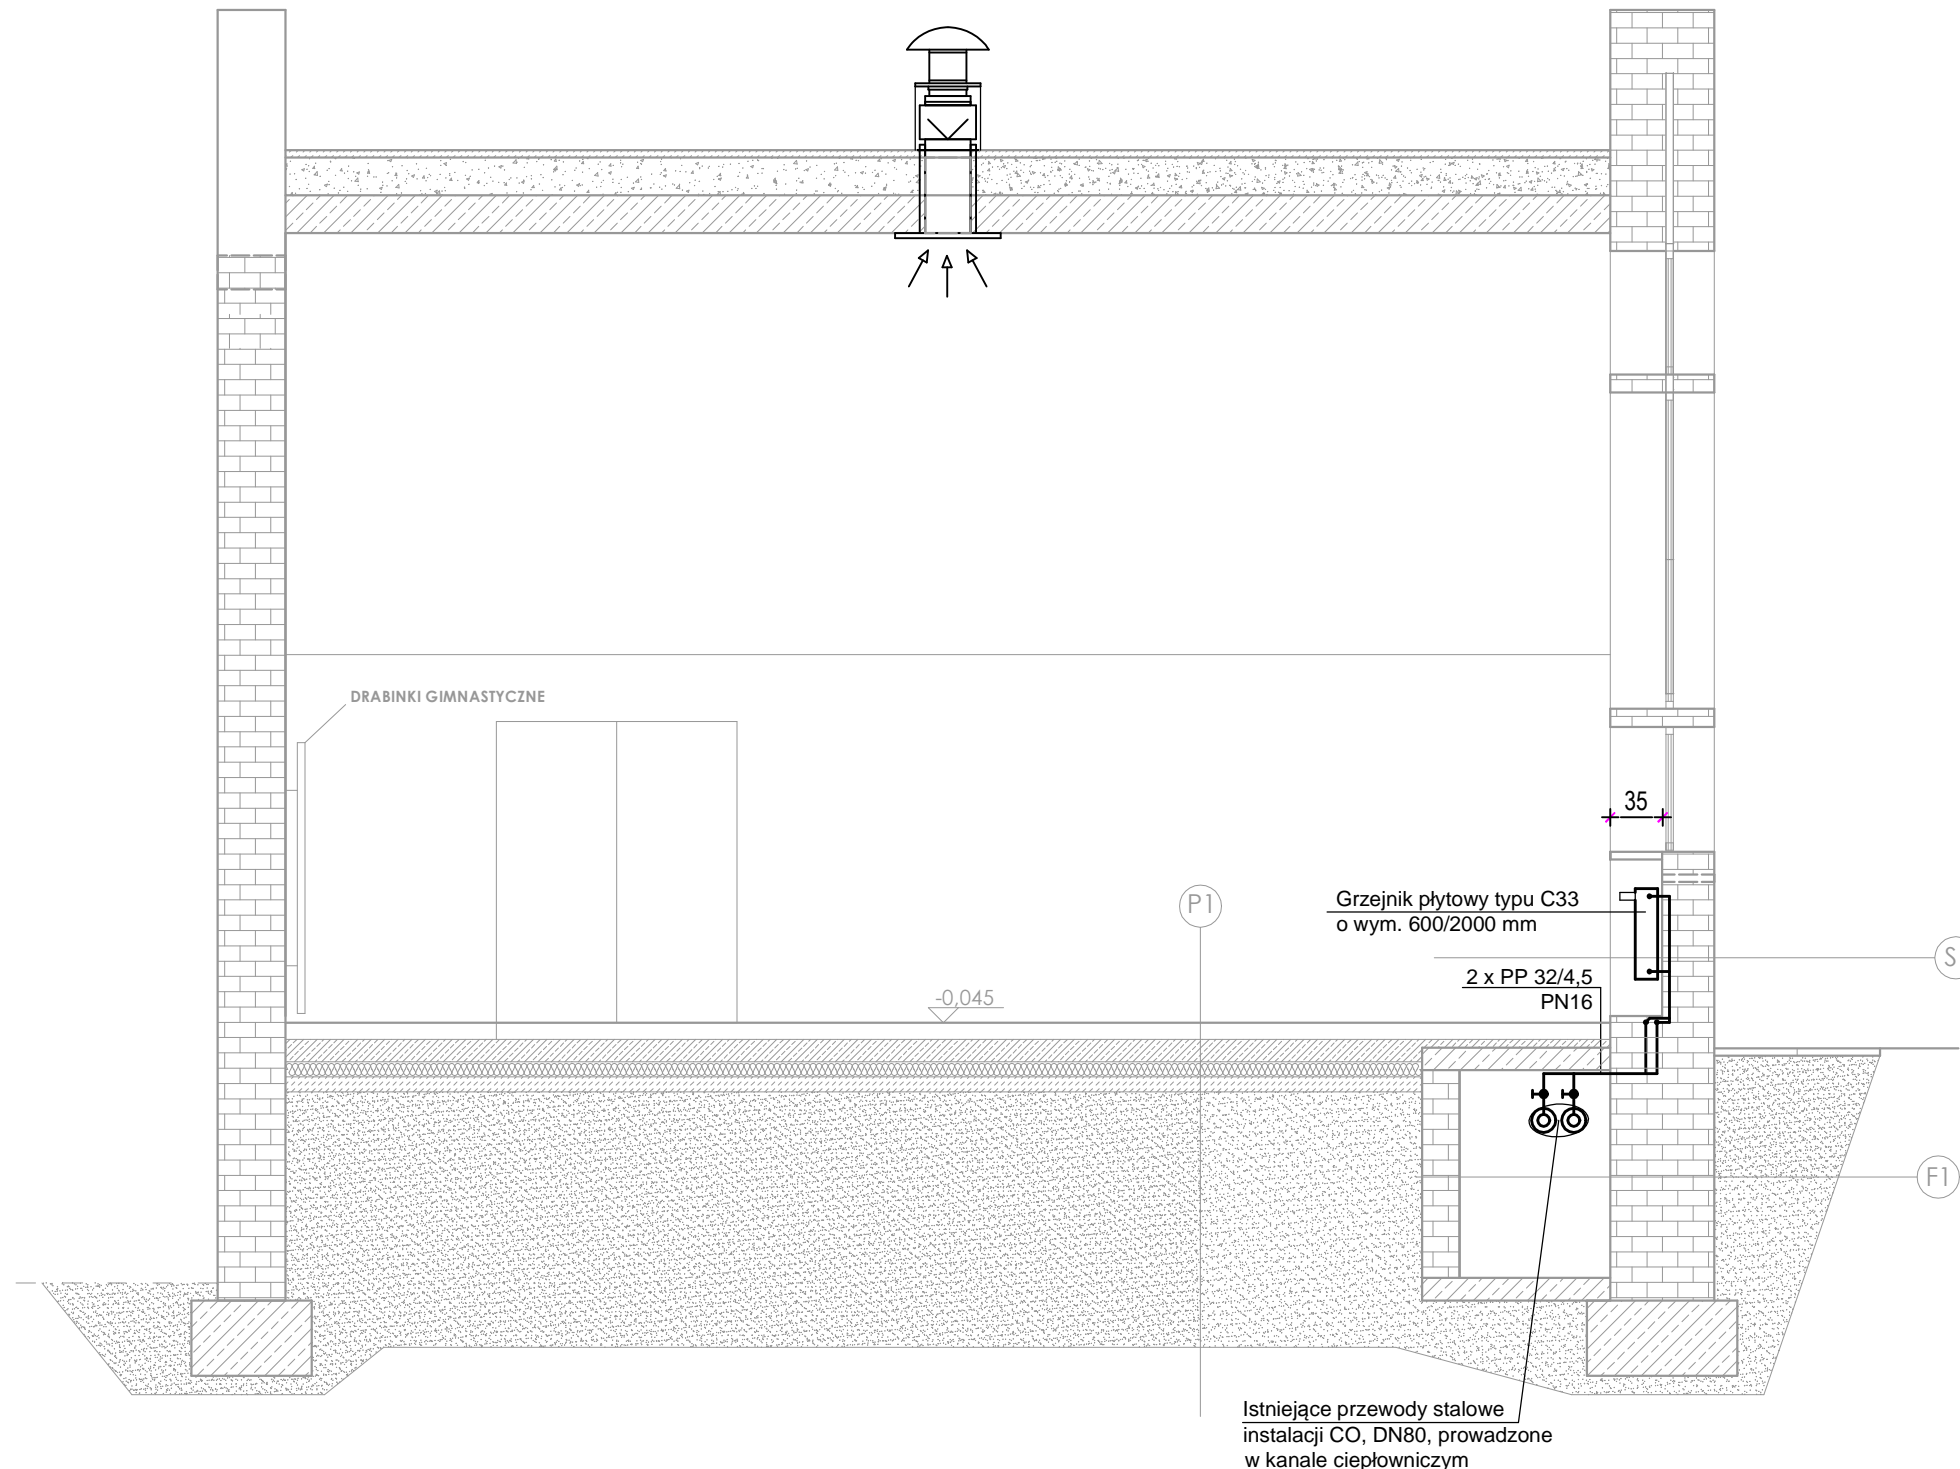 DRABINKI GIMNASTYCZNE
35
P1
Grzejnik płytowy typu C33
o wym. 600/2000 mm
S
2 x PP 32/4,5
PN16
-0,045
F1
Istniejące przewody stalowe
instalacji CO, DN80, prowadzone
w kanale ciepłowniczym